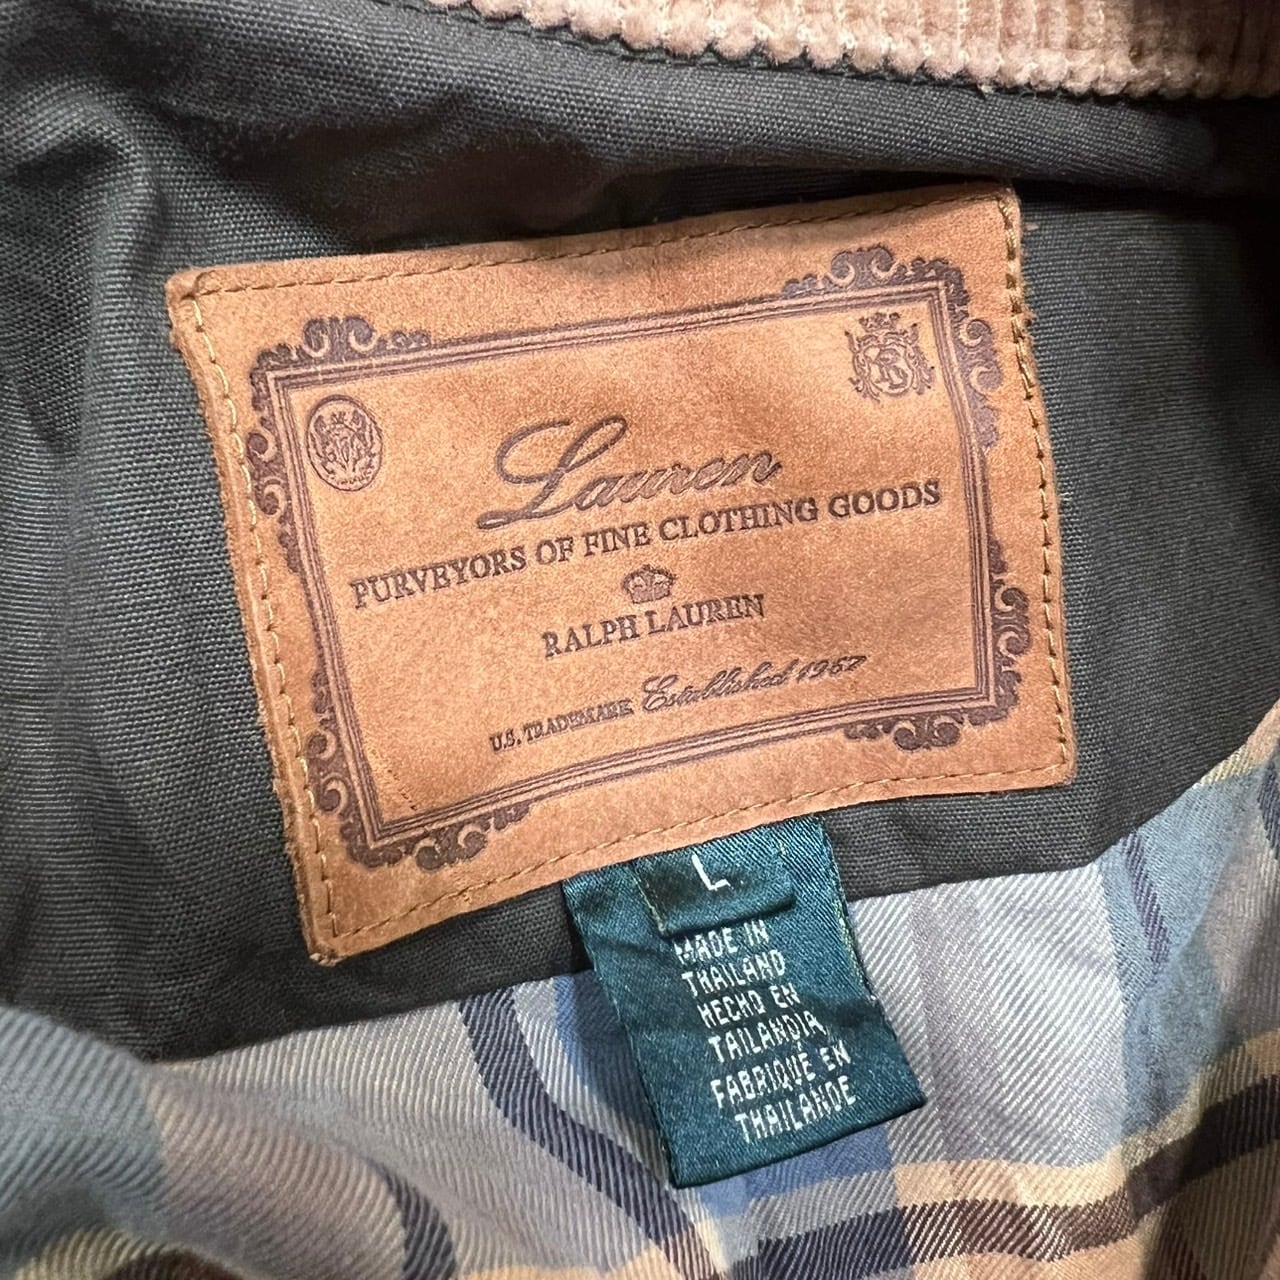 Lauren
PURVEYORS OF FINE CLOTHING GOODS
RALPH LAUREN
U.S. TRADEMARK Established 1967
L
MADE IN
THAILAND
HECHO EN
TAILANDIA
FABRIQUÉ EN
THAILANDE